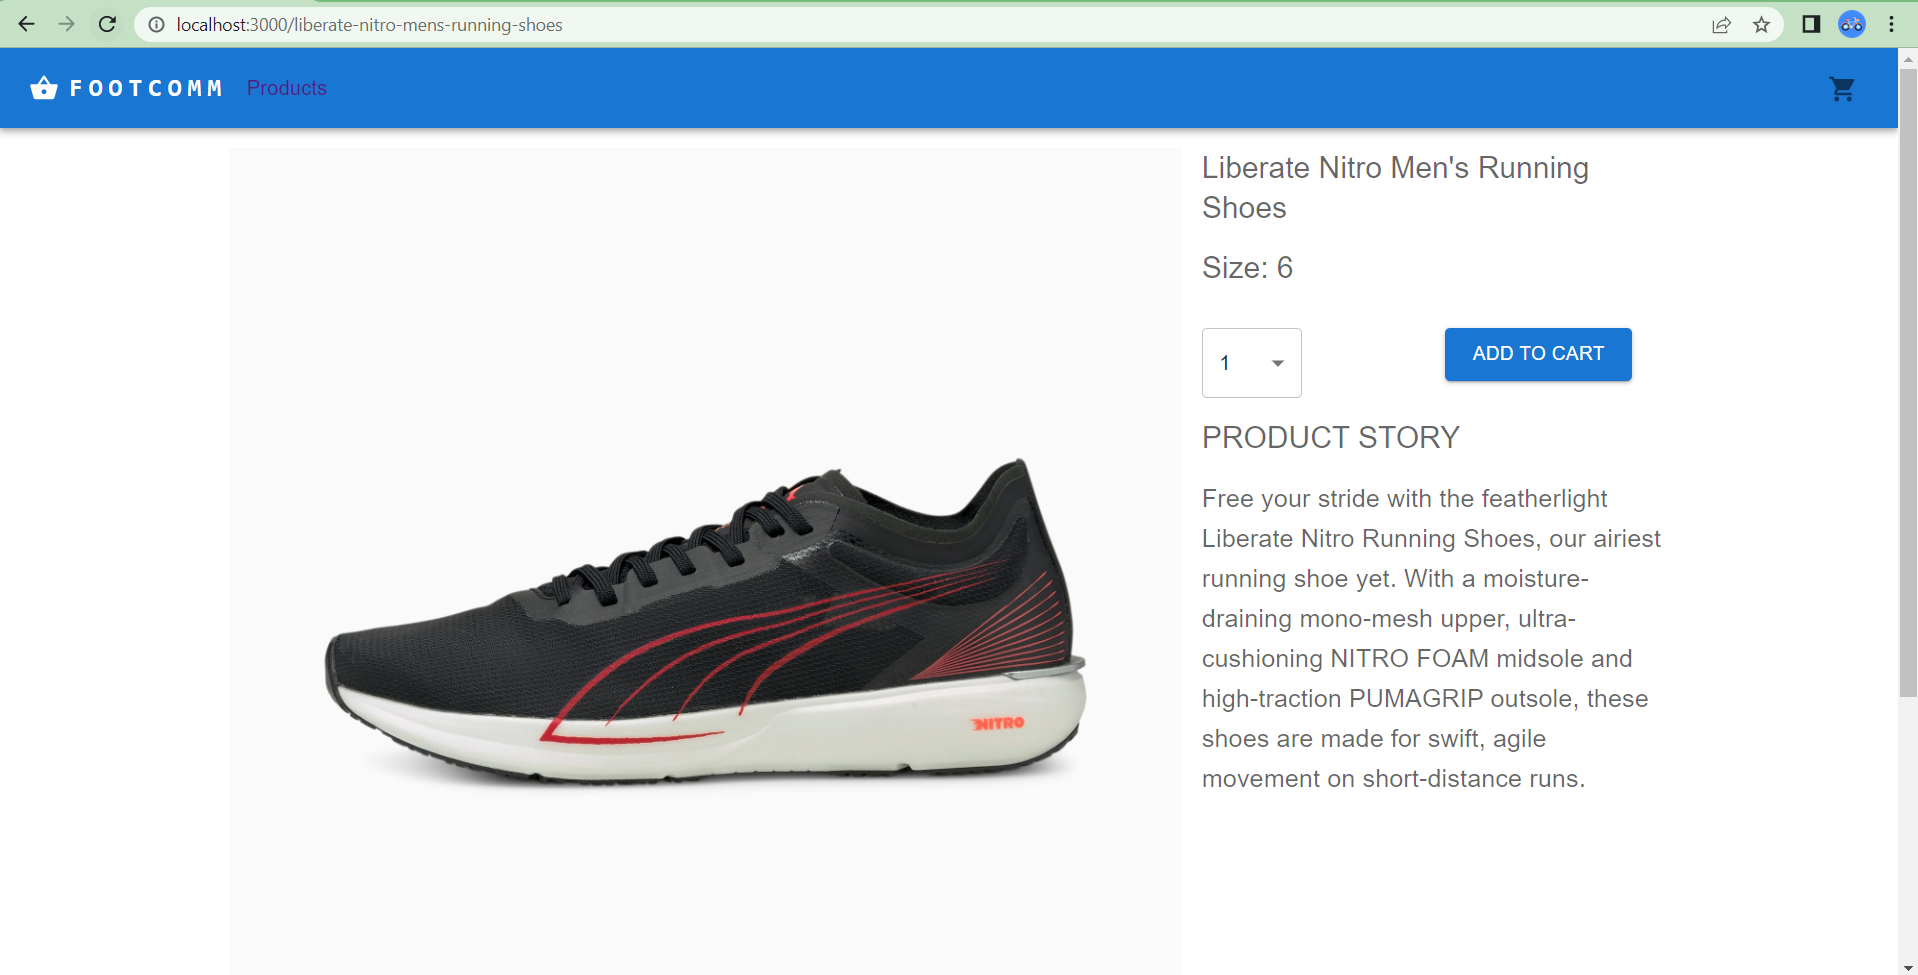 localhost:3000/liberate-nitro-mens-running-shoes
FOOTCOMM Products
Liberate Nitro Men's Running
Shoes
Size: 6
1
ADD TO CART
PRODUCT STORY
Free your stride with the featherlight
Liberate Nitro Running Shoes, our airiest
running shoe yet. With a moisture-
draining mono-mesh upper, ultra-
cushioning NITRO FOAM midsole and
high-traction PUMAGRIP outsole, these
shoes are made for swift, agile
movement on short-distance runs.
NITRO